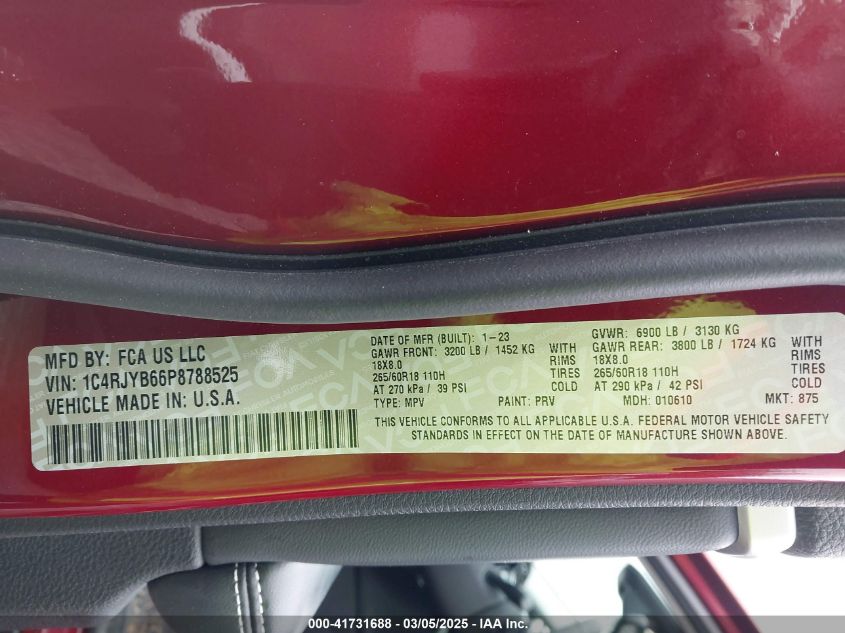 MFD BY: FCA US LLC
VIN: 1C4RJYB66P8788525
VEHICLE MADE IN: U.S.A.
DATE OF MFR (BUILT): 1-23 GVWR: 6900 LB / 3130 KG
GAWR FRONT: 3200 LB / 1452 KG WITH GAWR REAR: 3800 LB / 1724 KG WITH
18X8.0 RIMS 18X8.0 RIMS
265/60R18 110H TIRES 265/60R18 110H TIRES
AT 270 kPa / 39 PSI COLD AT 290 kPa / 42 PSI COLD
TYPE: MPV PAINT: PRV MDH: 010610 MKT: 875
THIS VEHICLE CONFORMS TO ALL APPLICABLE U.S.A. FEDERAL MOTOR VEHICLE SAFETY
STANDARDS IN EFFECT ON THE DATE OF MANUFACTURE SHOWN ABOVE.
000-41731688 - 03/05/2025 - IAA Inc.